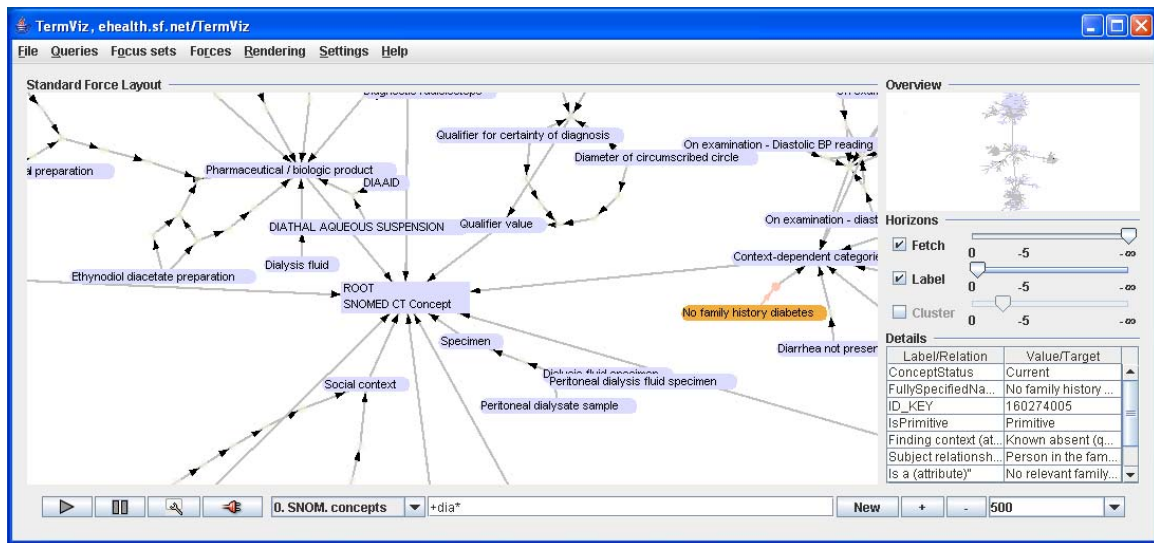 TermViz, ehealth.sf.net/TermViz
File Queries Focus sets Forces Rendering Settings Help
Standard Force Layout
Overview
Qualifier for certainty of diagnosis
On examination - Diastolic BP reading
Diameter of circumscribed circle
al preparation
Pharmaceutical / biologic product
DIAAID
DIATHAL AQUEOUS SUSPENSION
Qualifier value
On examination - diast
Dialysis fluid
Ethynodiol diacetate preparation
Context-dependent categorie
ROOT
SNOMED CT Concept
No family history diabetes
Specimen
Diarrhea not presen
Dialysis fluid specimen
Peritoneal dialysis fluid specimen
Social context
Peritoneal dialysate sample
Horizons
Fetch
0 -5 -∞
Label
0 -5 -∞
Cluster
0 -5 -∞
Details
Label/Relation Value/Target
ConceptStatus Current
FullySpecifiedNa... No family history ...
ID_KEY 160274005
IsPrimitive Primitive
Finding context (at... Known absent (q...
Subject relationsh... Person in the fam...
Is a (attribute)" No relevant family...
0. SNOM. concepts +dia* New + - 500